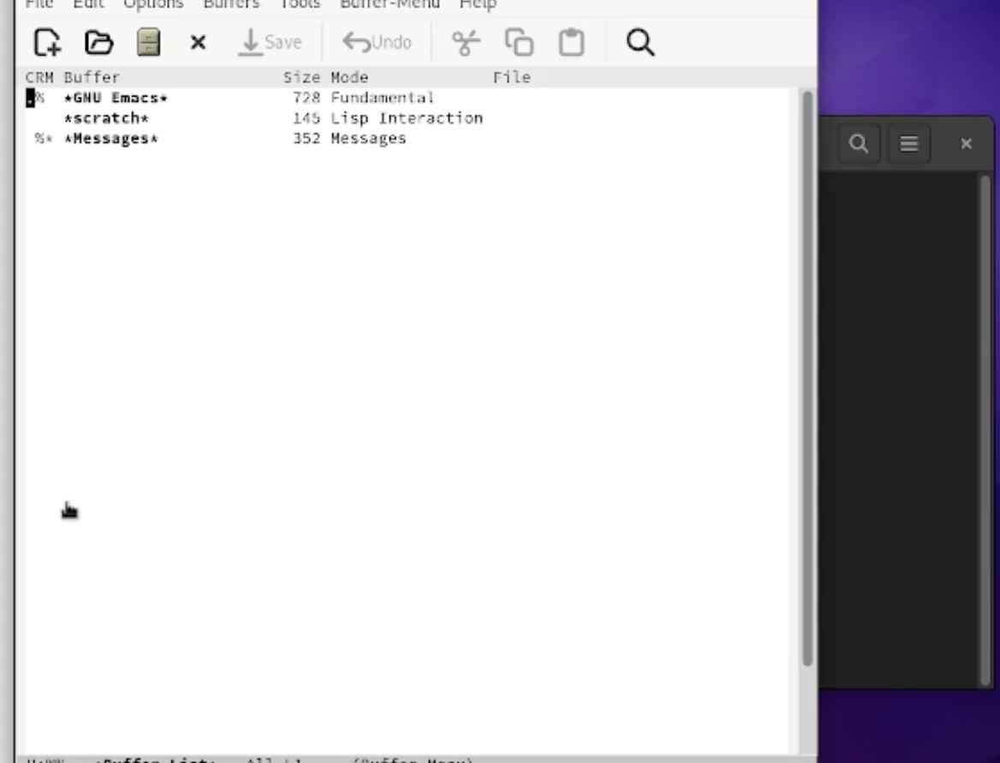 File Edit Options Buffers Tools Buffer-Menu Help
Save Undo
CRM Buffer Size Mode File
.% *GNU Emacs* 728 Fundamental
*scratch* 145 Lisp Interaction
%* *Messages* 352 Messages
*Buffer List* All L1 (Buffer Menu)